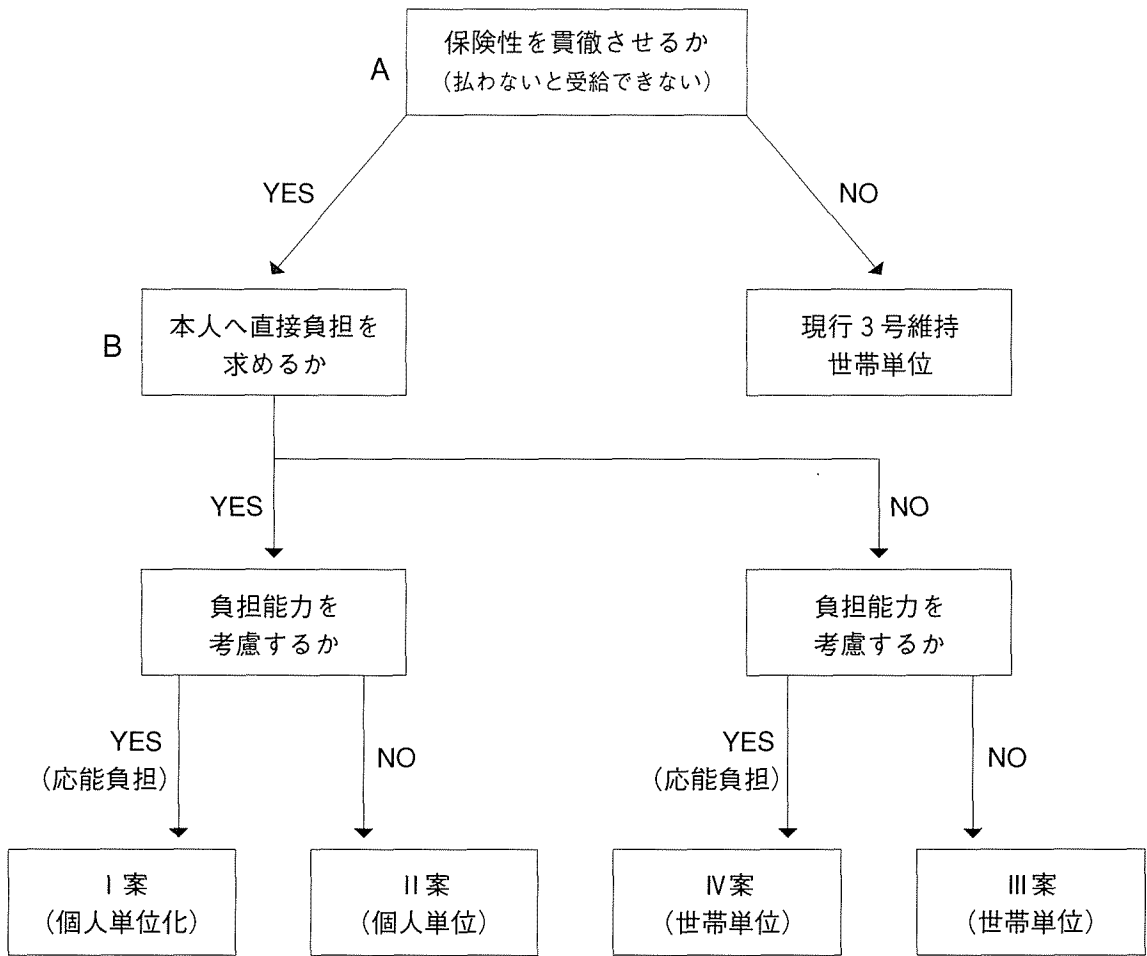 A
保険性を貫徹させるか
（払わないと受給できない）
YES
NO
B
本人へ直接負担を
求めるか
現行3号維持
世帯単位
YES
NO
負担能力を
考慮するか
負担能力を
考慮するか
YES
（応能負担）
NO
YES
（応能負担）
NO
I案
（個人単位化）
II案
（個人単位）
IV案
（世帯単位）
III案
（世帯単位）